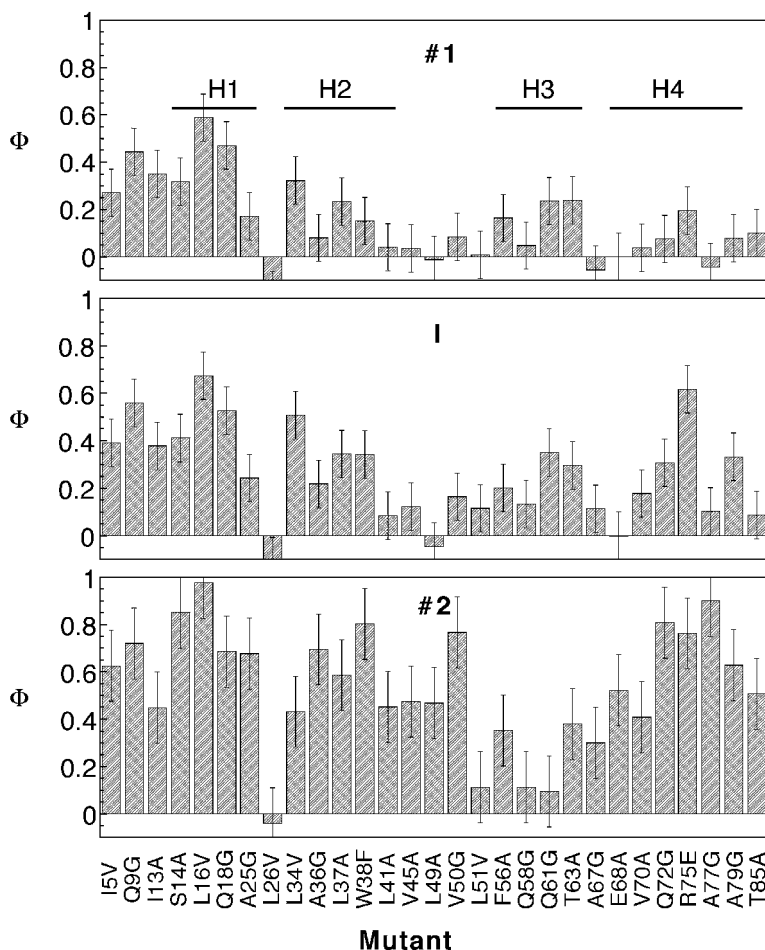 #1
H1 H2 H3 H4
Φ
1
0.8
0.6
0.4
0.2
0
I
Φ
1
0.8
0.6
0.4
0.2
0
#2
Φ
1
0.8
0.6
0.4
0.2
0
I5V
Q9G
I13A
S14A
L16V
Q18G
A25G
L26V
L34V
A36G
L37A
W38F
L41A
V45A
L49A
V50G
L51V
F56A
Q58G
Q61G
T63A
A67G
E68A
V70A
Q72G
R75E
A77G
A79G
T85A
Mutant